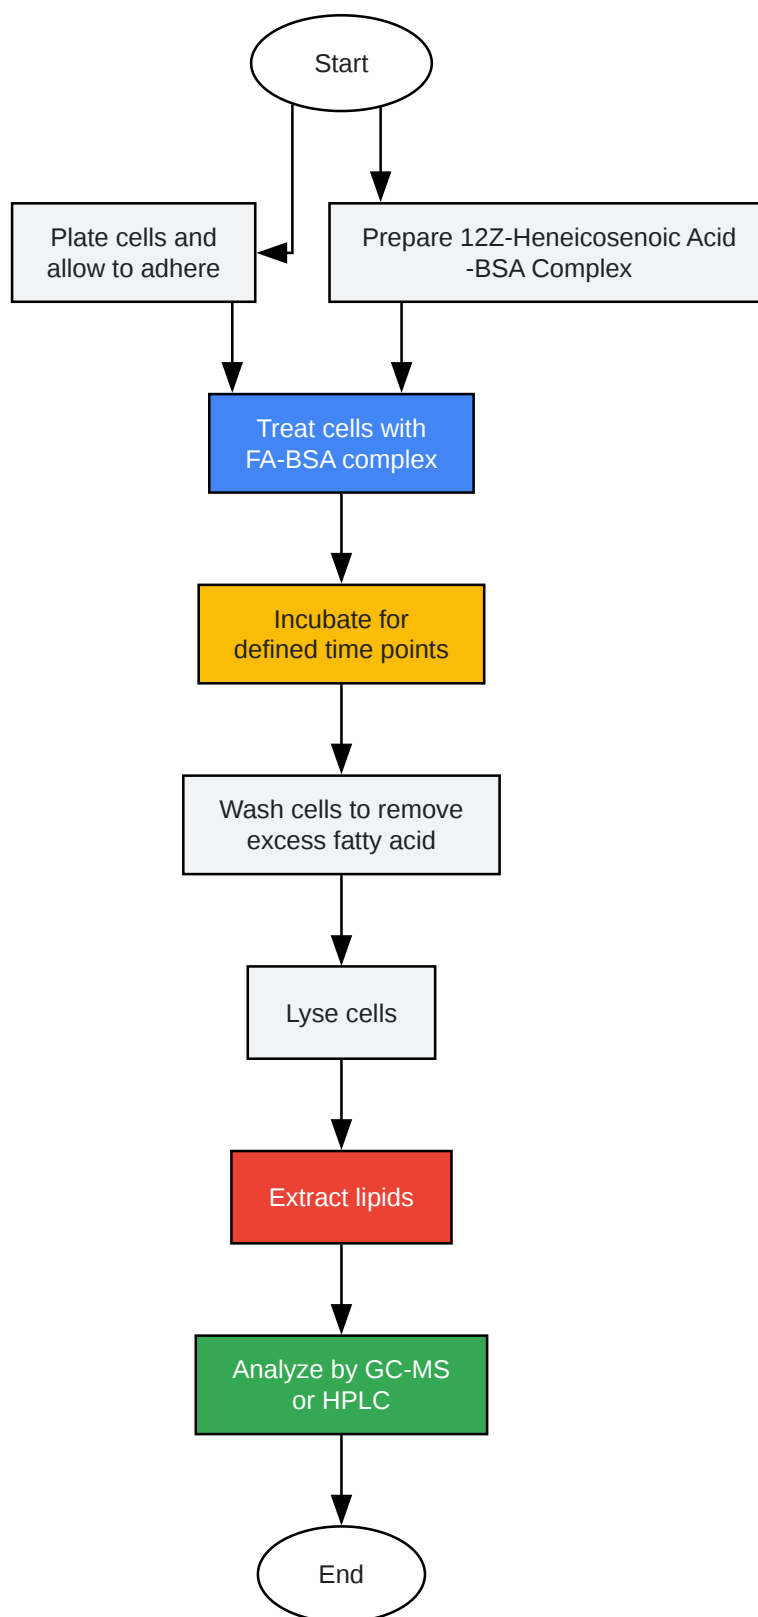 Start
Plate cells and
allow to adhere
Prepare 12Z-Heneicosenoic Acid
-BSA Complex
Treat cells with
FA-BSA complex
Incubate for
defined time points
Wash cells to remove
excess fatty acid
Lyse cells
Extract lipids
Analyze by GC-MS
or HPLC
End